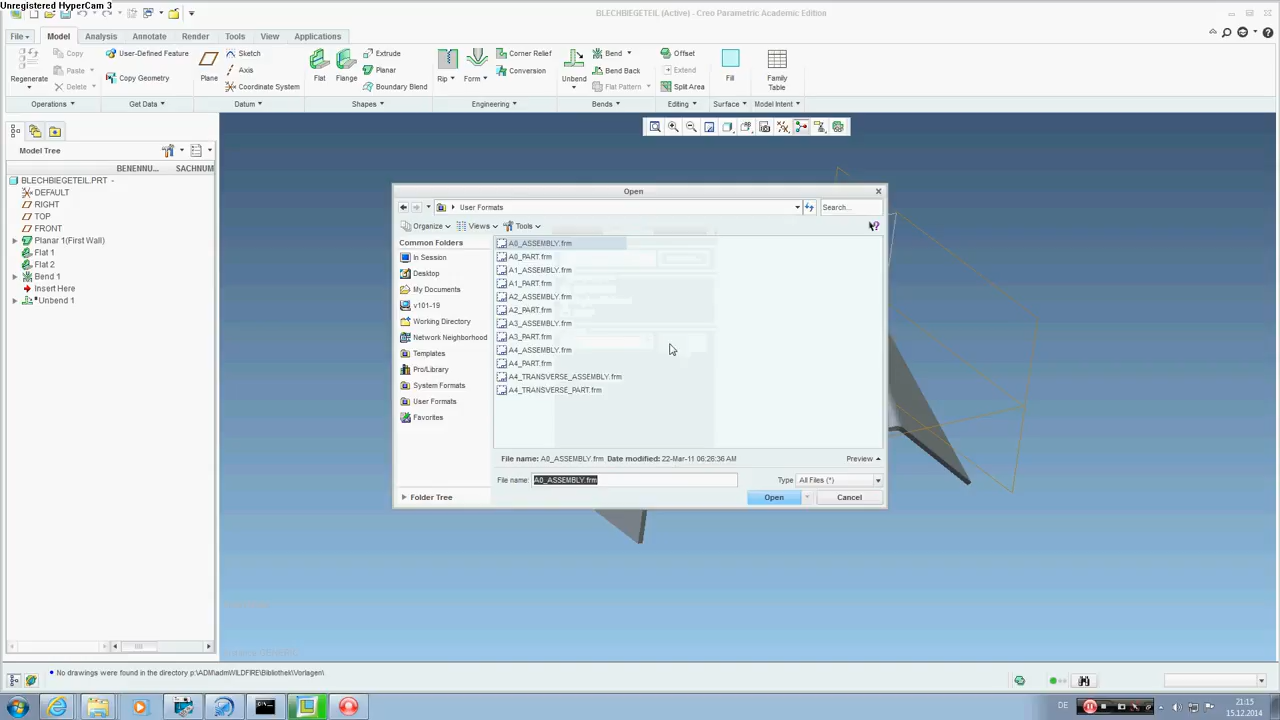 Unregistered HyperCam 3
BLECHBIEGETEIL (Active) - Creo Parametric Academic Edition
File Model Analysis Annotate Render Tools View Applications
Regenerate Copy Paste Delete User-Defined Feature Copy Geometry Plane Sketch Axis Coordinate System Flat Flange Extrude Planar Boundary Blend Rip Form Corner Relief Conversion Unbend Bend Bend Back Flat Pattern Offset Extend Split Area Fill Family Table
Operations Get Data Datum Shapes Engineering Bends Editing Surface Model Intent
Model Tree
BENENNU... SACHNUM
BLECHBIEGETEIL.PRT -
DEFAULT
RIGHT
TOP
FRONT
Planar 1(First Wall)
Flat 1
Flat 2
Bend 1
Insert Here
*Unbend 1
Open
User Formats
Search...
Organize Views Tools
Common Folders
In Session
Desktop
My Documents
v101-19
Working Directory
Network Neighborhood
Templates
Pro/Library
System Formats
User Formats
Favorites
A0_ASSEMBLY.frm
A0_PART.frm
A1_ASSEMBLY.frm
A1_PART.frm
A2_ASSEMBLY.frm
A2_PART.frm
A3_ASSEMBLY.frm
A3_PART.frm
A4_ASSEMBLY.frm
A4_PART.frm
A4_TRANSVERSE_ASSEMBLY.frm
A4_TRANSVERSE_PART.frm
File name: A0_ASSEMBLY.frm Date modified: 22-Mar-11 06:26:36 AM Preview
File name: A0_ASSEMBLY.frm Type All Files (*)
Folder Tree
Open Cancel
No drawings were found in the directory p:\ADM\admWILDFIRE\Bibliothek\Vorlagen\
DE
21:15
15.12.2014